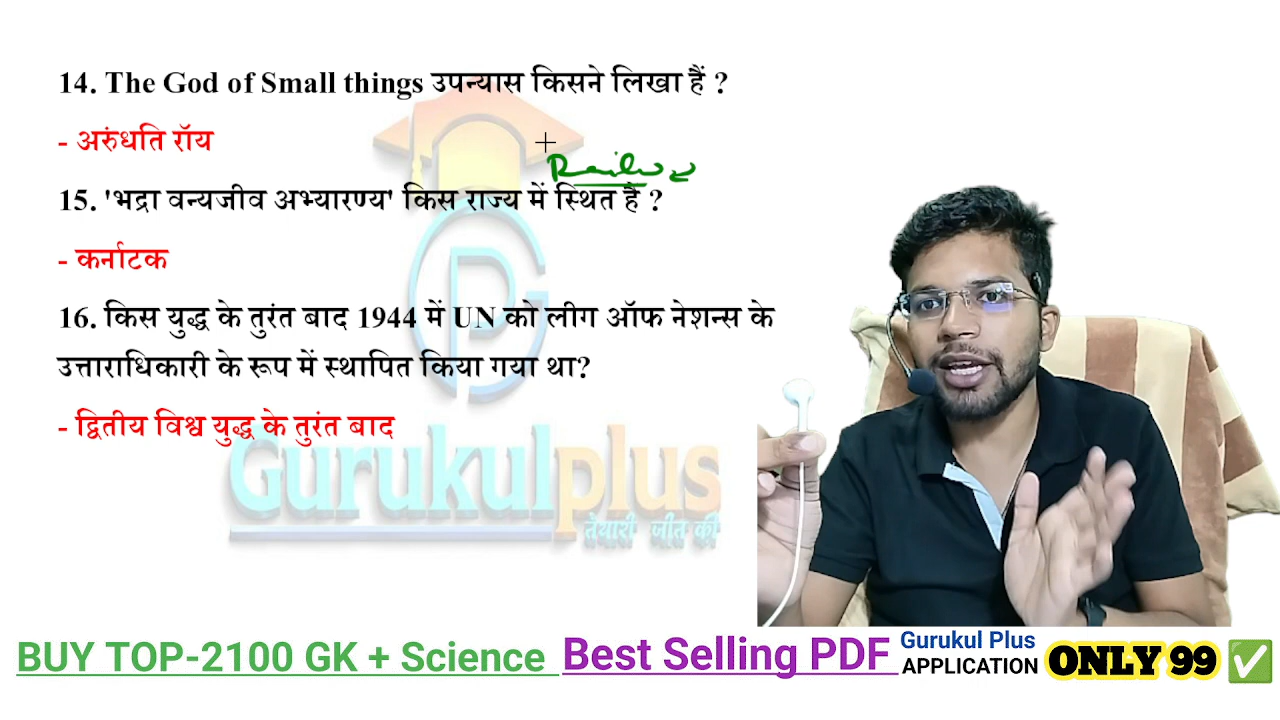 14. The God of Small things उपन्यास किसने लिखा हैं ?
- अरुंधति रॉय
15. 'भद्रा वन्यजीव अभ्यारण्य' किस राज्य में स्थित है ?
- कर्नाटक
16. किस युद्ध के तुरंत बाद 1944 में UN को लीग ऑफ नेशन्स के
उत्ताराधिकारी के रूप में स्थापित किया गया था?
- द्वितीय विश्व युद्ध के तुरंत बाद
Gurukulplus
तैयारी जीत की
BUY TOP-2100 GK + Science Best Selling PDF
Gurukul Plus
APPLICATION
ONLY 99